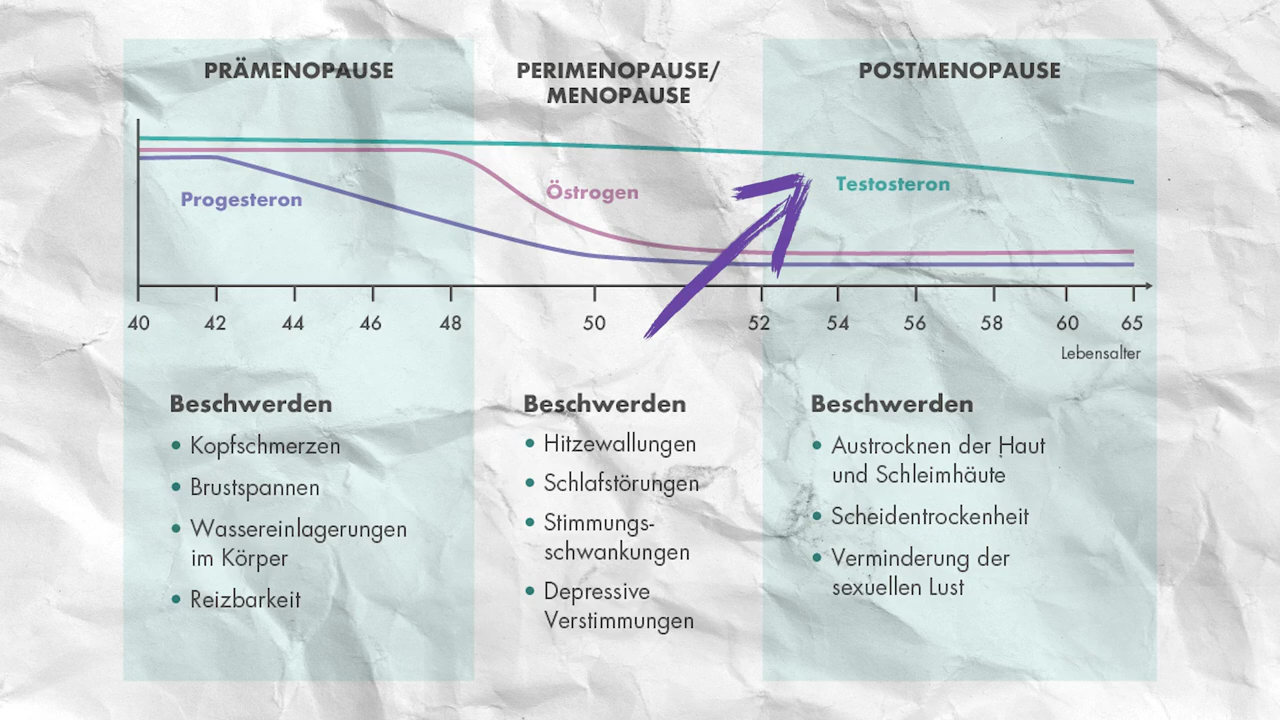 PRÄMENOPAUSE
PERIMENOPAUSE/
MENOPAUSE
POSTMENOPAUSE
Progesteron
Östrogen
Testosteron
40 42 44 46 48 50 52 54 56 58 60 65
Lebensalter
Beschwerden
Kopfschmerzen
Brustspannen
Wassereinlagerungen
im Körper
Reizbarkeit
Beschwerden
Hitzewallungen
Schlafstörungen
Stimmungs-
schwankungen
Depressive
Verstimmungen
Beschwerden
Austrocknen der Haut
und Schleimhäute
Scheidentrockenheit
Verminderung der
sexuellen Lust